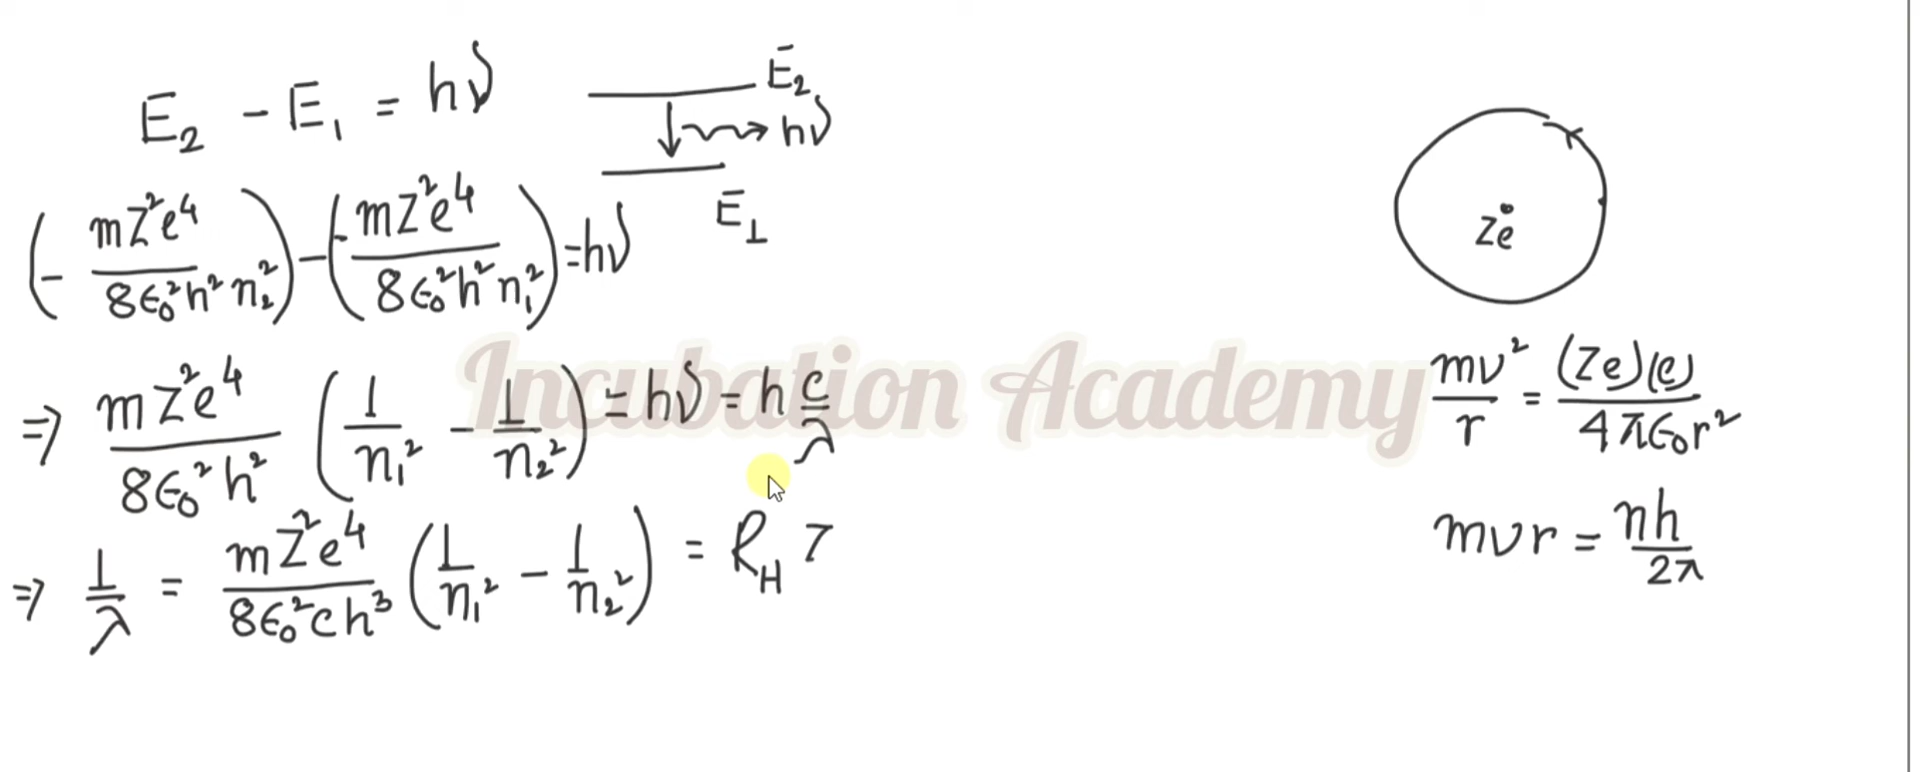 E₂ - E₁ = hν
E₂
hν
E₁
(- mZ²e⁴ / 8ϵ₀²h²n₂²) - (- mZ²e⁴ / 8ϵ₀²h²n₁²) = hν
⇒ mZ²e⁴ / 8ϵ₀²h² (1/n₁² - 1/n₂²) = hν = h c/λ
⇒ 1/λ = mZ²e⁴ / 8ϵ₀²ch³ (1/n₁² - 1/n₂²) = R_H
Ze
mv²/r = (Ze)(e) / 4πϵ₀r²
mvr = nh/2π
Incubation Academy